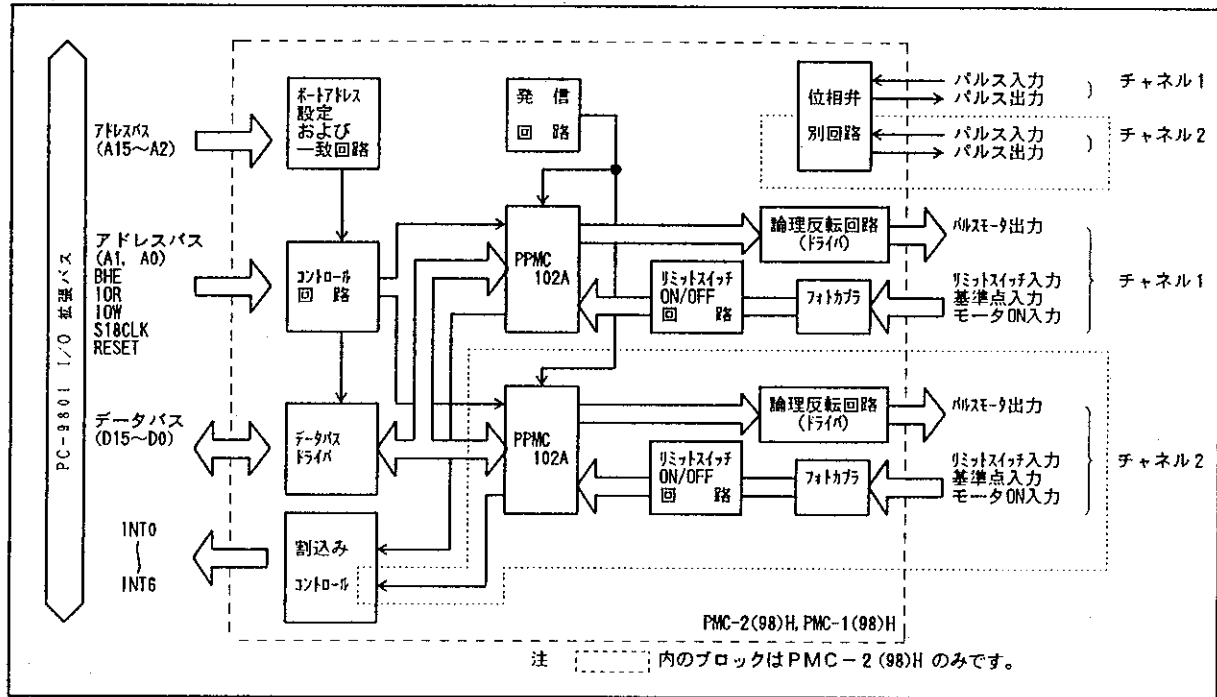 PC-9801 I/O 拡張バス
アドレスバス
(A15～A2)
アドレスバス
(A1, A0)
BHE
IOR
IOW
S18CLK
RESET
データバス
(D15～D0)
INT0
～
INT6
ポートアドレス
設定
および
一致回路
コントロール
回路
データバス
ドライバ
割込み
コントロール
発信
回路
PPMC
102A
PPMC
102A
位相弁
別回路
パルス入力
パルス出力
チャネル1
パルス入力
パルス出力
チャネル2
論理反転回路
(ドライバ)
パルスモータ出力
リミットスイッチ
ON/OFF
回路
フォトカプラ
リミットスイッチ入力
基準点入力
モータON入力
チャネル1
論理反転回路
(ドライバ)
パルスモータ出力
リミットスイッチ
ON/OFF
回路
フォトカプラ
リミットスイッチ入力
基準点入力
モータON入力
チャネル2
PMC-2(98)H, PMC-1(98)H
注 内のブロックはPMC-2(98)Hのみです。